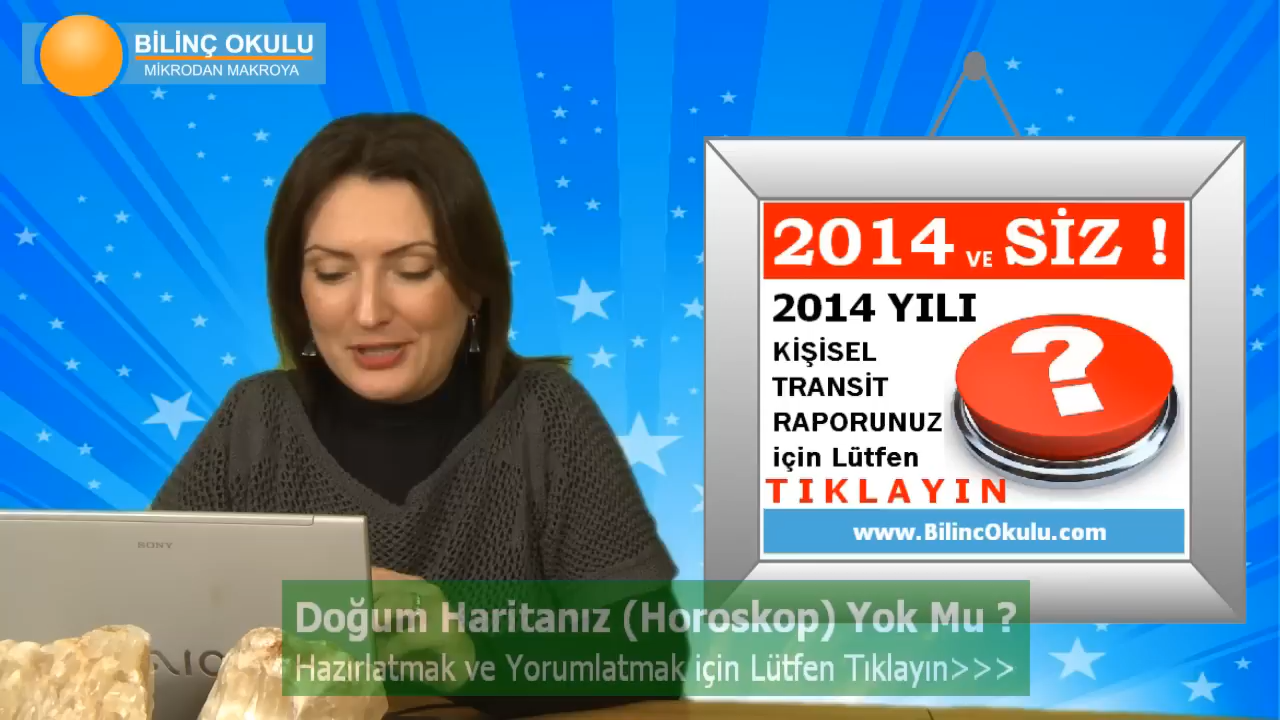 BİLİNÇ OKULU
MİKRODAN MAKROYA
2014 VE SİZ !
2014 YILI
KİŞİSEL
TRANSİT
RAPORUNUZ
için Lütfen
TIKLAYIN
www.BilincOkulu.com
SONY
VAIO
Doğum Haritanız (Horoskop) Yok Mu ?
Hazırlatmak ve Yorumlatmak için Lütfen Tıklayın>>>